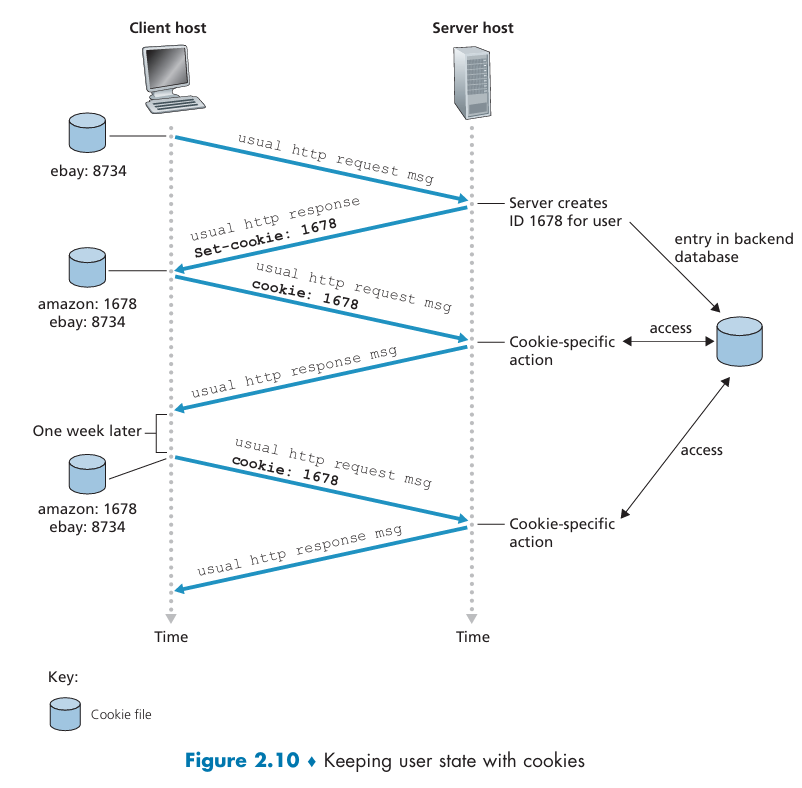 Client host
Server host
ebay: 8734
usual http request msg
Server creates
ID 1678 for user
entry in backend
database
usual http response
Set-cookie: 1678
amazon: 1678
ebay: 8734
usual http request msg
cookie: 1678
Cookie-specific
action
access
usual http response msg
One week later
amazon: 1678
ebay: 8734
usual http request msg
cookie: 1678
access
Cookie-specific
action
usual http response msg
Time
Time
Key:
Cookie file
Figure 2.10 ♦ Keeping user state with cookies